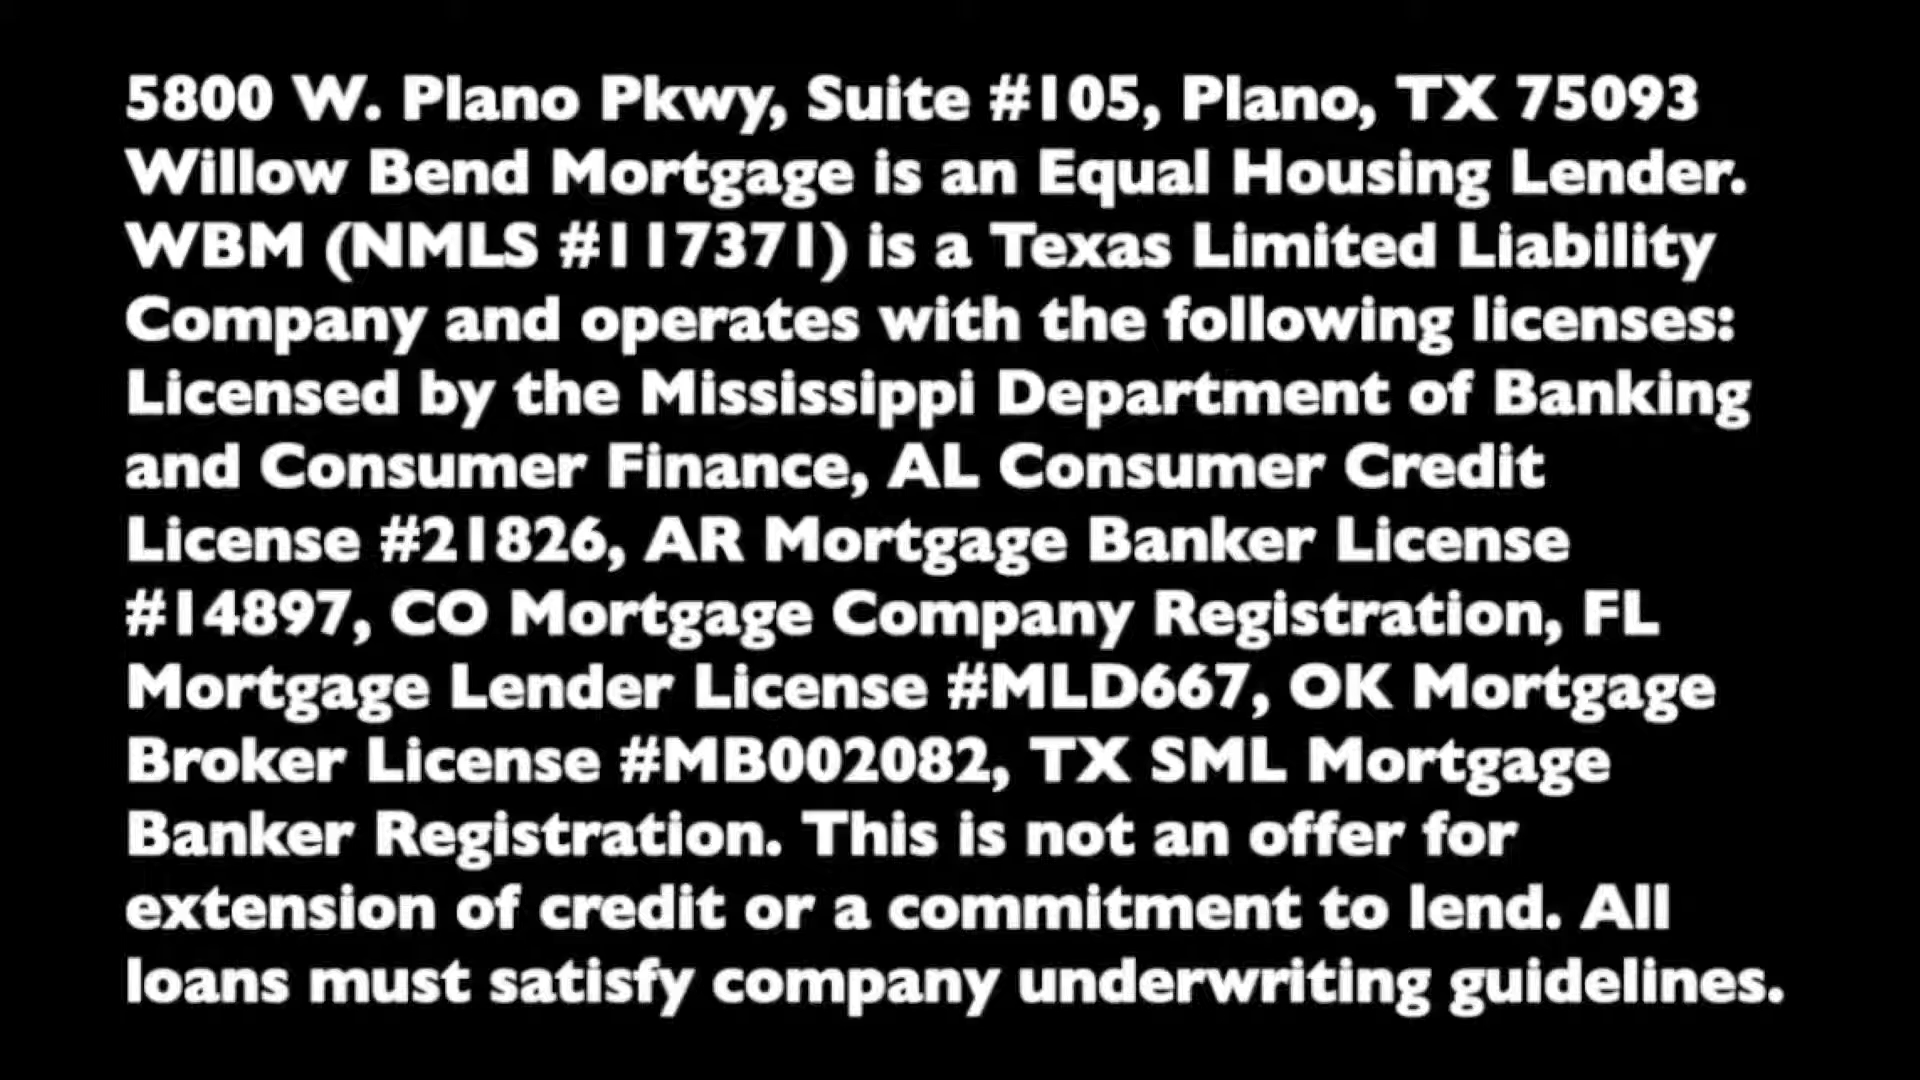 5800 W. Plano Pkwy, Suite #105, Plano, TX 75093
Willow Bend Mortgage is an Equal Housing Lender.
WBM (NMLS #117371) is a Texas Limited Liability
Company and operates with the following licenses:
Licensed by the Mississippi Department of Banking
and Consumer Finance, AL Consumer Credit
License #21826, AR Mortgage Banker License
#14897, CO Mortgage Company Registration, FL
Mortgage Lender License #MLD667, OK Mortgage
Broker License #MB002082, TX SML Mortgage
Banker Registration. This is not an offer for
extension of credit or a commitment to lend. All
loans must satisfy company underwriting guidelines.